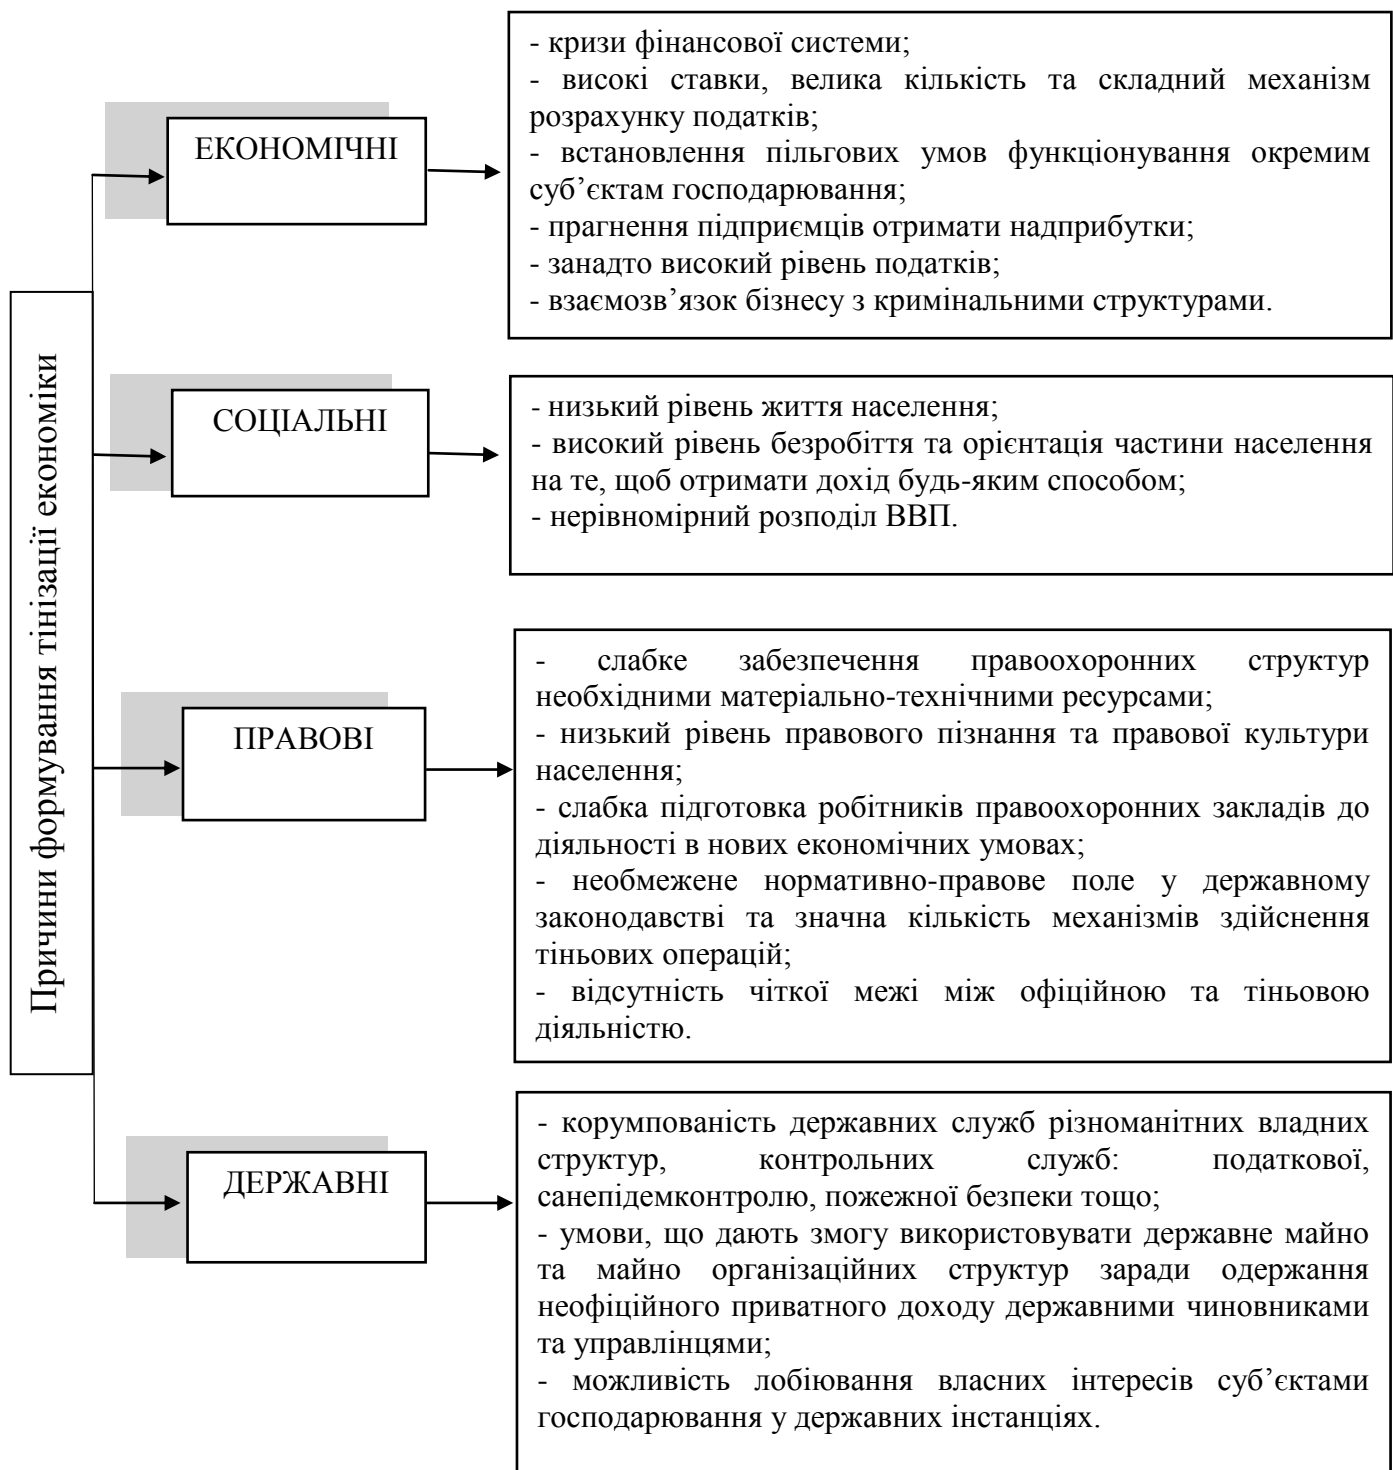 Причини формування тінізації економіки
ЕКОНОМІЧНІ
- кризи фінансової системи;
- високі ставки, велика кількість та складний механізм
розрахунку податків;
- встановлення пільгових умов функціонування окремим
суб’єктам господарювання;
- прагнення підприємців отримати надприбутки;
- занадто високий рівень податків;
- взаємозв’язок бізнесу з кримінальними структурами.
СОЦІАЛЬНІ
- низький рівень життя населення;
- високий рівень безробіття та орієнтація частини населення
на те, щоб отримати дохід будь-яким способом;
- нерівномірний розподіл ВВП.
ПРАВОВІ
- слабке забезпечення правоохоронних структур
необхідними матеріально-технічними ресурсами;
- низький рівень правового пізнання та правової культури
населення;
- слабка підготовка робітників правоохоронних закладів до
діяльності в нових економічних умовах;
- необмежене нормативно-правове поле у державному
законодавстві та значна кількість механізмів здійснення
тіньових операцій;
- відсутність чіткої межі між офіційною та тіньовою
діяльністю.
ДЕРЖАВНІ
- корумпованість державних служб різноманітних владних
структур, контрольних служб: податкової,
санепідемконтролю, пожежної безпеки тощо;
- умови, що дають змогу використовувати державне майно
та майно організаційних структур заради одержання
неофіційного приватного доходу державними чиновниками
та управлінцями;
- можливість лобіювання власних інтересів суб’єктами
господарювання у державних інстанціях.